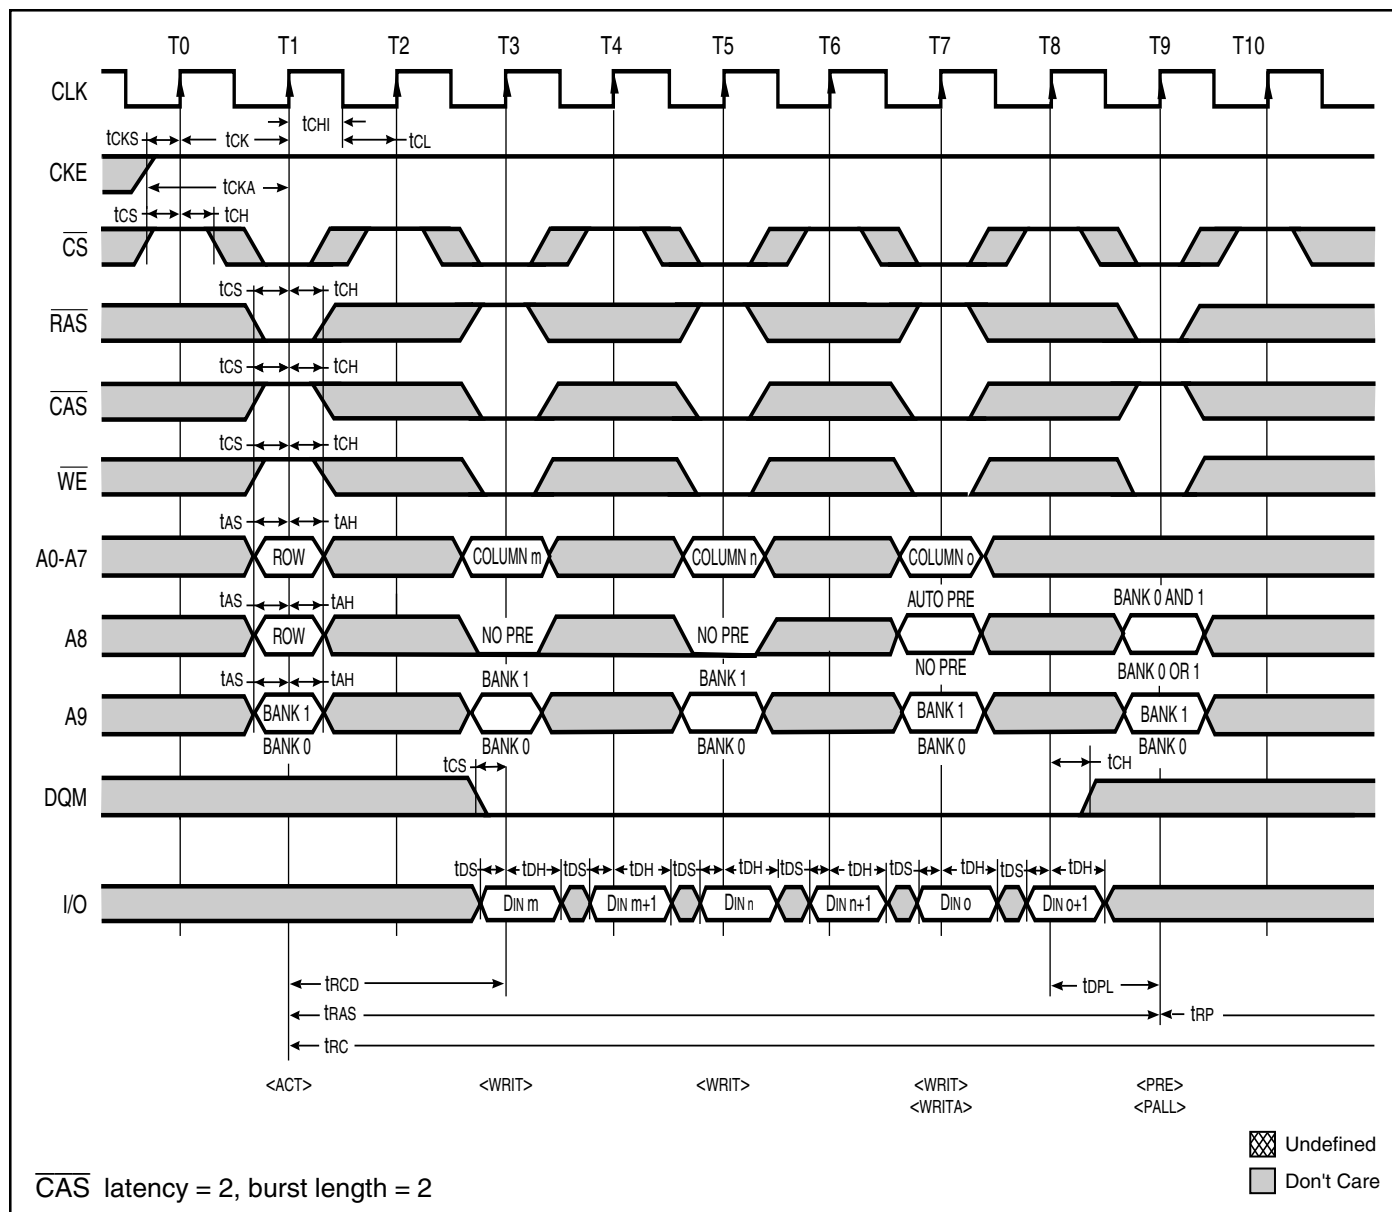 T0 T1 T2 T3 T4 T5 T6 T7 T8 T9 T10
CLK
tCHI
tCKS tCK tCL
CKE
tCKA
tCS tCH
CS
tCS tCH
RAS
tCS tCH
CAS
tCS tCH
WE
tAS tAH
A0-A7 ROW COLUMN m COLUMN n COLUMN o
tAS tAH AUTO PRE BANK 0 AND 1
A8 ROW NO PRE NO PRE
NO PRE BANK 0 OR 1
tAS tAH BANK 1 BANK 1
A9 BANK 1 BANK 1 BANK 1
BANK 0 BANK 0 BANK 0 BANK 0 BANK 0
tCS tCH
DQM
tDS tDH tDS tDH tDS tDH tDS tDH tDS tDH tDS tDH
I/O DIN m DIN m+1 DIN n DIN n+1 DIN o DIN o+1
tRCD tDPL
tRAS tRP
tRC
<ACT> <WRIT> <WRIT> <WRIT> <PRE>
<WRITA> <PALL>
Undefined
Don't Care
CAS latency = 2, burst length = 2